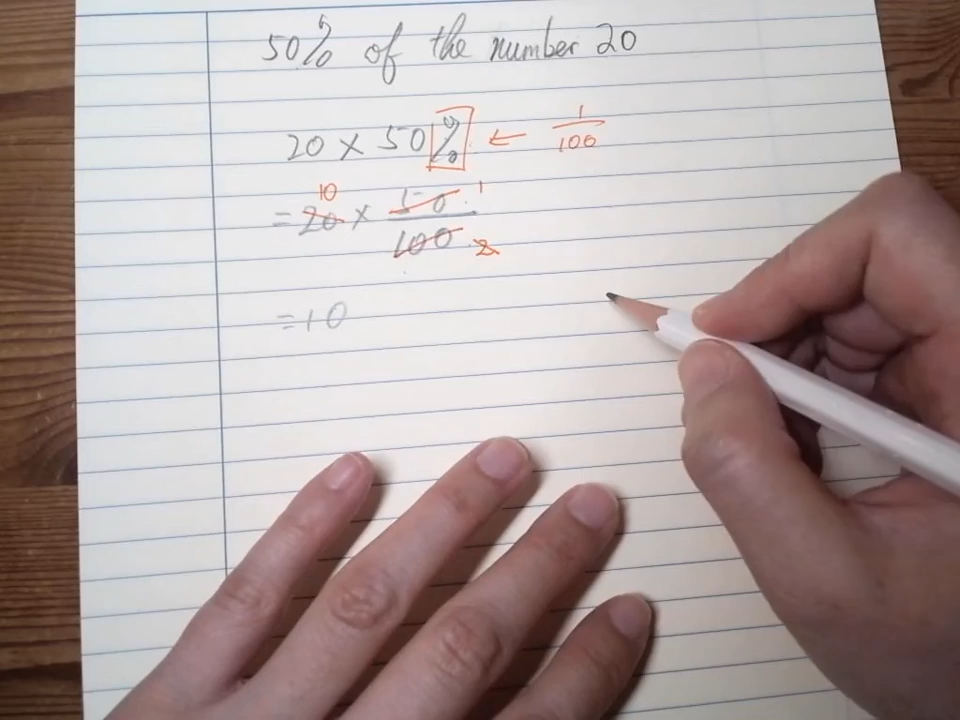 50% of the number 20
20 × 50% ← 1/100
10 1
= 20 × 50/100 2
= 10